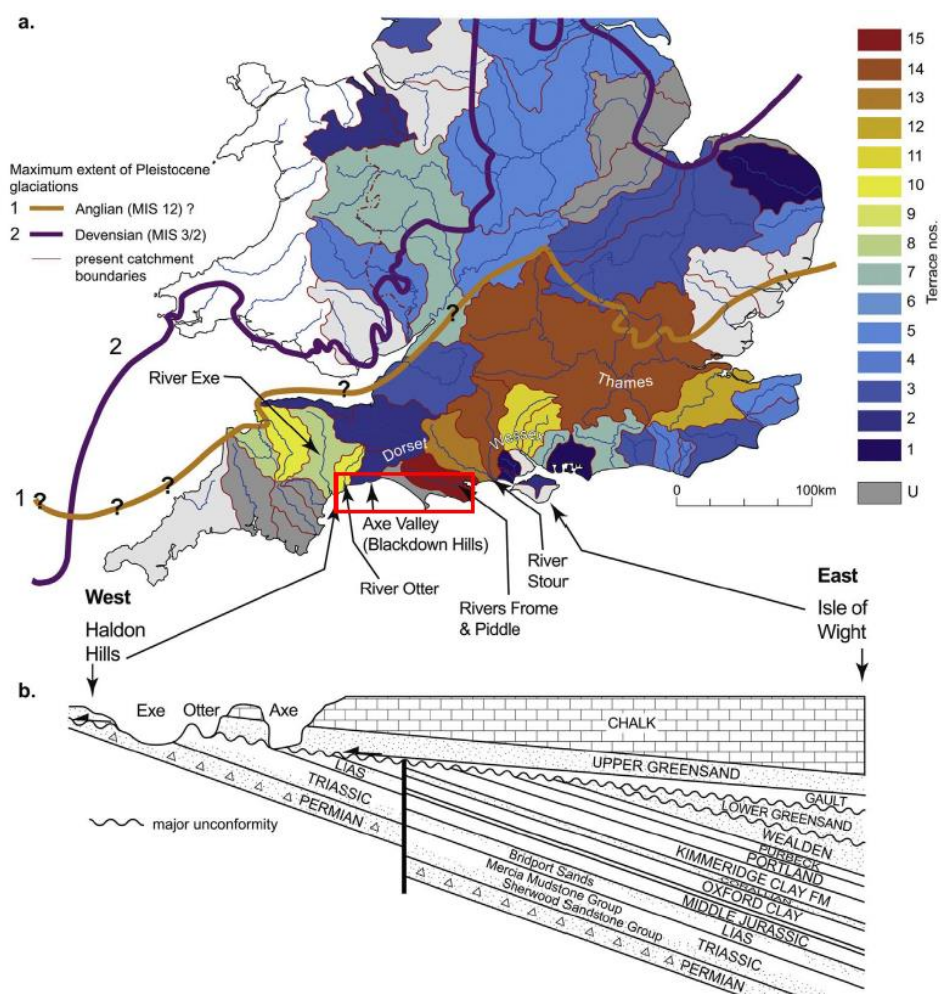 a.
Maximum extent of Pleistocene
glaciations
1 Anglian (MIS 12) ?
2 Devensian (MIS 3/2)
present catchment
boundaries
15
14
13
12
11
10
9
8
7
6
5
4
3
2
1
U
Terrace nos.
2
?
?
River Exe
Thames
Dorset
Wessex
1
?
?
?
0 100km
Axe Valley
(Blackdown Hills)
River Otter
River
Stour
Rivers Frome
& Piddle
West
Haldon
Hills
East
Isle of
Wight
b.
Exe Otter Axe
CHALK
UPPER GREENSAND
GAULT
LOWER GREENSAND
WEALDEN
PURBECK
PORTLAND
KIMMERIDGE CLAY FM
OXFORD CLAY
MIDDLE JURASSIC
LIAS
TRIASSIC
PERMIAN
LIAS
TRIASSIC
PERMIAN
Bridport Sands
Mercia Mudstone Group
Sherwood Sandstone Group
major unconformity